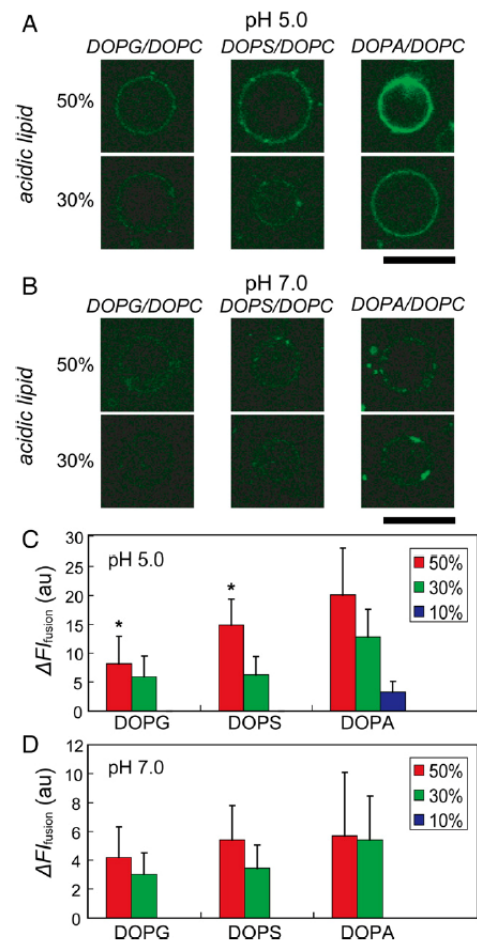 A
pH 5.0
DOPG/DOPC DOPS/DOPC DOPA/DOPC
acidic lipid
50%
30%
B
pH 7.0
DOPG/DOPC DOPS/DOPC DOPA/DOPC
acidic lipid
50%
30%
C
ΔFIfusion (au)
30
25
20
15
10
5
0
pH 5.0
* *
50%
30%
10%
DOPG DOPS DOPA
D
ΔFIfusion (au)
12
10
8
6
4
2
0
pH 7.0
50%
30%
10%
DOPG DOPS DOPA